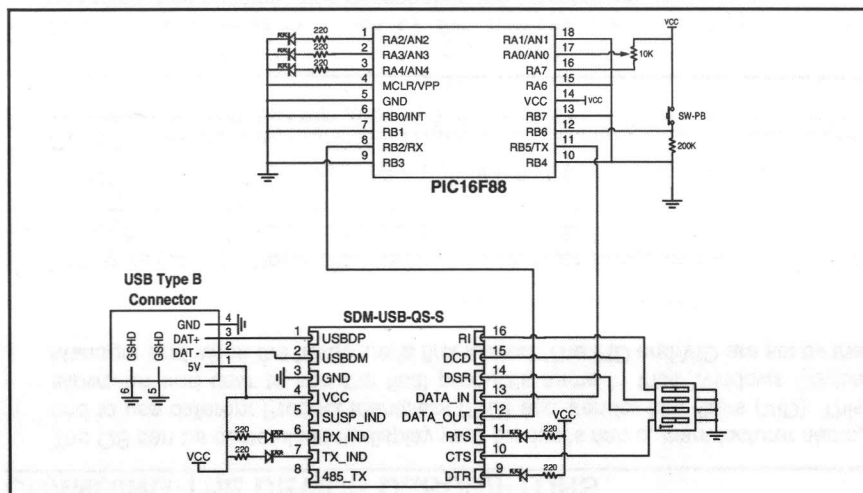 VCC
220 1 RA2/AN2 RA1/AN1 18
220 2 RA3/AN3 RA0/AN0 17 10K
220 3 RA4/AN4 RA7 16
4 MCLR/VPP RA6 15
5 GND VCC 14 VCC
6 RB0/INT RB7 13 SW-PB
7 RB1 RB6 12
8 RB2/RX RB5/TX 11 200K
9 RB3 RB4 10
PIC16F88
USB Type B
Connector
GND 4
DAT+ 3
DAT - 2
5V 1
GSHD GSHD
6 5
SDM-USB-QS-S
1 USBDP RI 16
2 USBDM DCD 15
3 GND DSR 14
4 VCC DATA_IN 13
5 SUSP_IND DATA_OUT 12 VCC
220 6 RX_IND RTS 11 220
VCC 220 7 TX_IND CTS 10
8 485_TX DTR 9 220